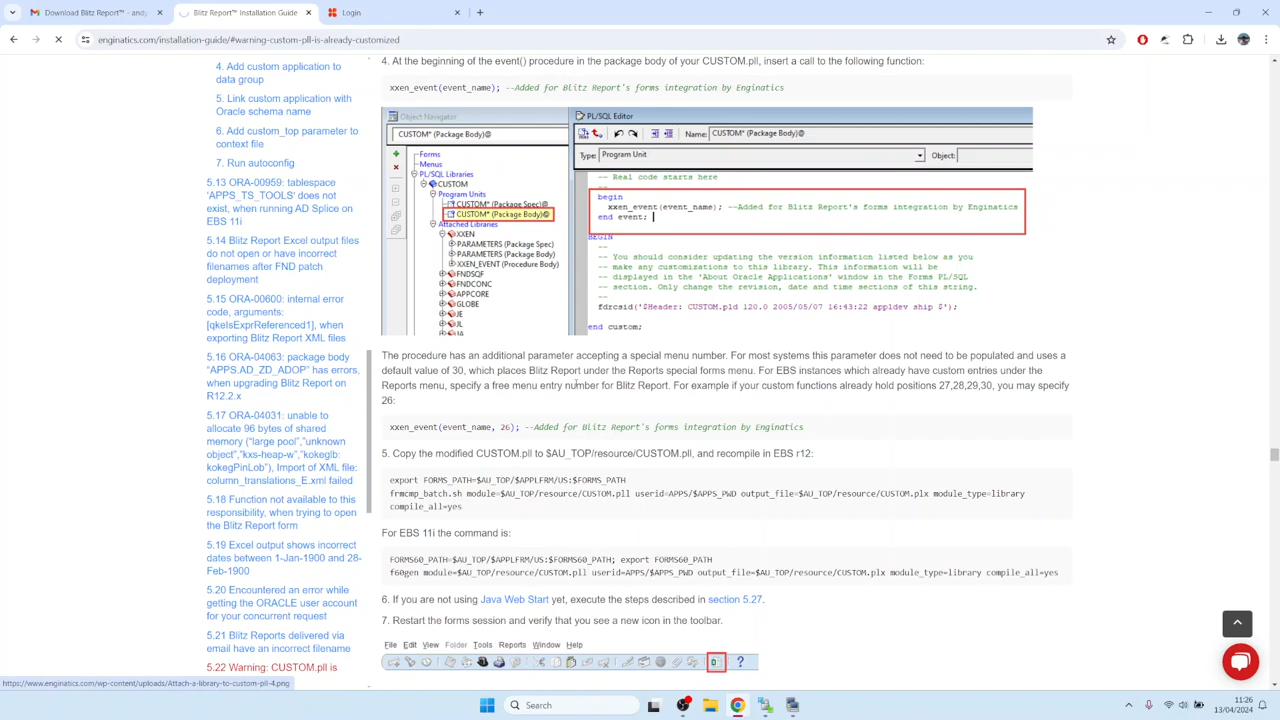 Download Blitz Report™ - andy
Blitz Report™ Installation Guide
Login
enginatics.com/installation-guide/#warning-custom-pll-is-already-customized
4. Add custom application to
data group
5. Link custom application with
Oracle schema name
6. Add custom_top parameter to
context file
7. Run autoconfig
5.13 ORA-00959: tablespace
'APPS_TS_TOOLS' does not
exist, when running AD Splice on
EBS 11i
5.14 Blitz Report Excel output files
do not open or have incorrect
filenames after FND patch
deployment
5.15 ORA-00600: internal error
code, arguments:
[qkeIsExprReferenced1], when
exporting Blitz Report XML files
5.16 ORA-04063: package body
“APPS.AD_ZD_ADOP” has errors,
when upgrading Blitz Report on
R12.2.x
5.17 ORA-04031: unable to
allocate 96 bytes of shared
memory (“large pool”,”unknown
object”,”kxs-heap-w”,”kokeglb:
kokegPinLob”), Import of XML file:
column_translations_E.xml failed
5.18 Function not available to this
responsibility, when trying to open
the Blitz Report form
5.19 Excel output shows incorrect
dates between 1-Jan-1900 and 28-
Feb-1900
5.20 Encountered an error while
getting the ORACLE user account
for your concurrent request
5.21 Blitz Reports delivered via
email have an incorrect filename
5.22 Warning: CUSTOM.pll is
4. At the beginning of the event() procedure in the package body of your CUSTOM.pll, insert a call to the following function:
xxen_event(event_name); --Added for Blitz Report's forms integration by Enginatics
Object Navigator
CUSTOM* (Package Body)@
Forms
Menus
PL/SQL Libraries
CUSTOM
Program Units
CUSTOM* (Package Spec)@
CUSTOM* (Package Body)@
Attached Libraries
XXEN
PARAMETERS (Package Spec)
PARAMETERS (Package Body)
XXEN_EVENT (Procedure Body)
FNDSQF
FNDCONC
APPCORE
GLOBE
JE
JL
JA
PL/SQL Editor
Name: CUSTOM* (Package Body)@
Type: Program Unit Object:
-- Real code starts here
--
begin
xxen_event(event_name); --Added for Blitz Report's forms integration by Enginatics
end event;
BEGIN
--
-- You should consider updating the version information listed below as you
-- make any customizations to this library. This information will be
-- displayed in the 'About Oracle Applications' window in the Forms PL/SQL
-- section. Only change the revision, date and time sections of this string.
--
fdrcsid('$Header: CUSTOM.pld 120.0 2005/05/07 16:43:22 appldev ship $');
end custom;
The procedure has an additional parameter accepting a special menu number. For most systems this parameter does not need to be populated and uses a
default value of 30, which places Blitz Report under the Reports special forms menu. For EBS instances which already have custom entries under the
Reports menu, specify a free menu entry number for Blitz Report. For example if your custom functions already hold positions 27,28,29,30, you may specify
26:
xxen_event(event_name, 26); --Added for Blitz Report's forms integration by Enginatics
5. Copy the modified CUSTOM.pll to $AU_TOP/resource/CUSTOM.pll, and recompile in EBS r12:
export FORMS_PATH=$AU_TOP/$APPLFRM/US:$FORMS_PATH
frmcmp_batch.sh module=$AU_TOP/resource/CUSTOM.pll userid=APPS/$APPS_PWD output_file=$AU_TOP/resource/CUSTOM.plx module_type=library
compile_all=yes
For EBS 11i the command is:
FORMS60_PATH=$AU_TOP/$APPLFRM/US:$FORMS60_PATH; export FORMS60_PATH
f60gen module=$AU_TOP/resource/CUSTOM.pll userid=APPS/$APPS_PWD output_file=$AU_TOP/resource/CUSTOM.plx module_type=library compile_all=yes
6. If you are not using Java Web Start yet, execute the steps described in section 5.27.
7. Restart the forms session and verify that you see a new icon in the toolbar.
File Edit View Folder Tools Reports Window Help
https://www.enginatics.com/wp-content/uploads/Attach-a-library-to-custom-pll-4.png
Search
11:26
13/04/2024